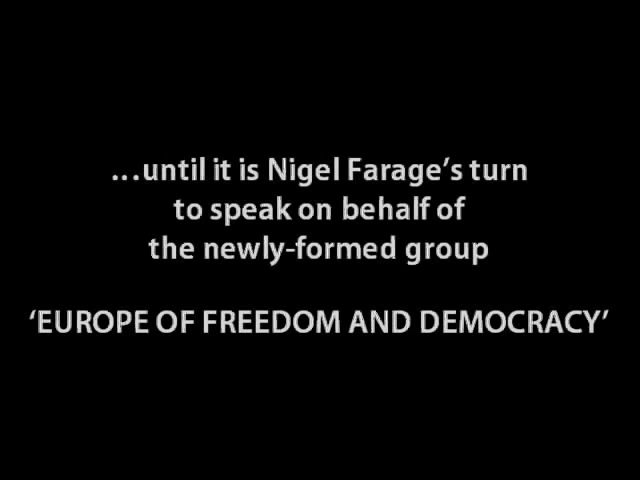 ...until it is Nigel Farage's turn
to speak on behalf of
the newly-formed group
‘EUROPE OF FREEDOM AND DEMOCRACY’